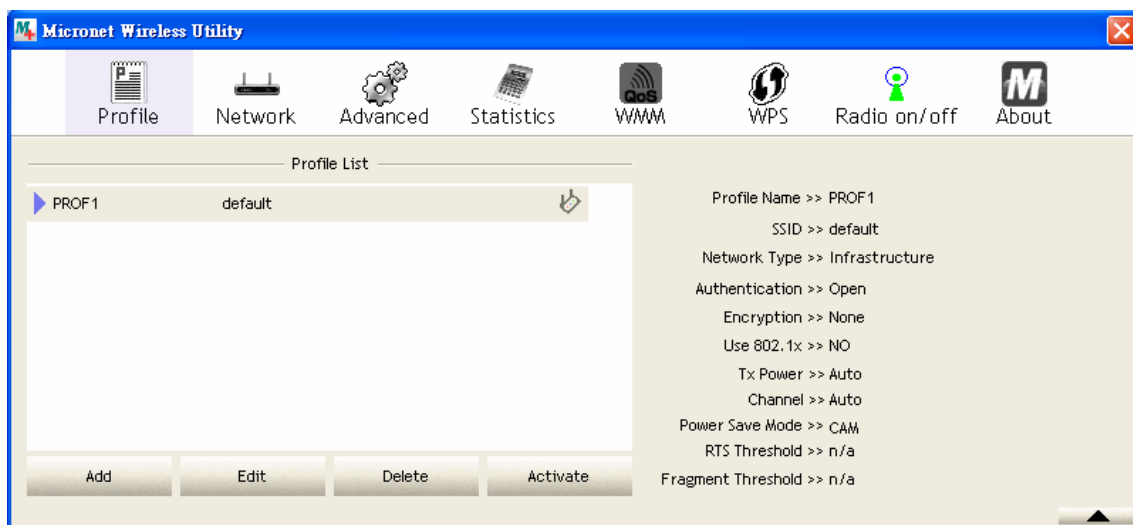 Micronet Wireless Utility
Profile Network Advanced Statistics WMM WPS Radio on/off About
QoS
Profile List
PROF1 default
Add Edit Delete Activate
Profile Name >> PROF1
SSID >> default
Network Type >> Infrastructure
Authentication >> Open
Encryption >> None
Use 802.1x >> NO
Tx Power >> Auto
Channel >> Auto
Power Save Mode >> CAM
RTS Threshold >> n/a
Fragment Threshold >> n/a